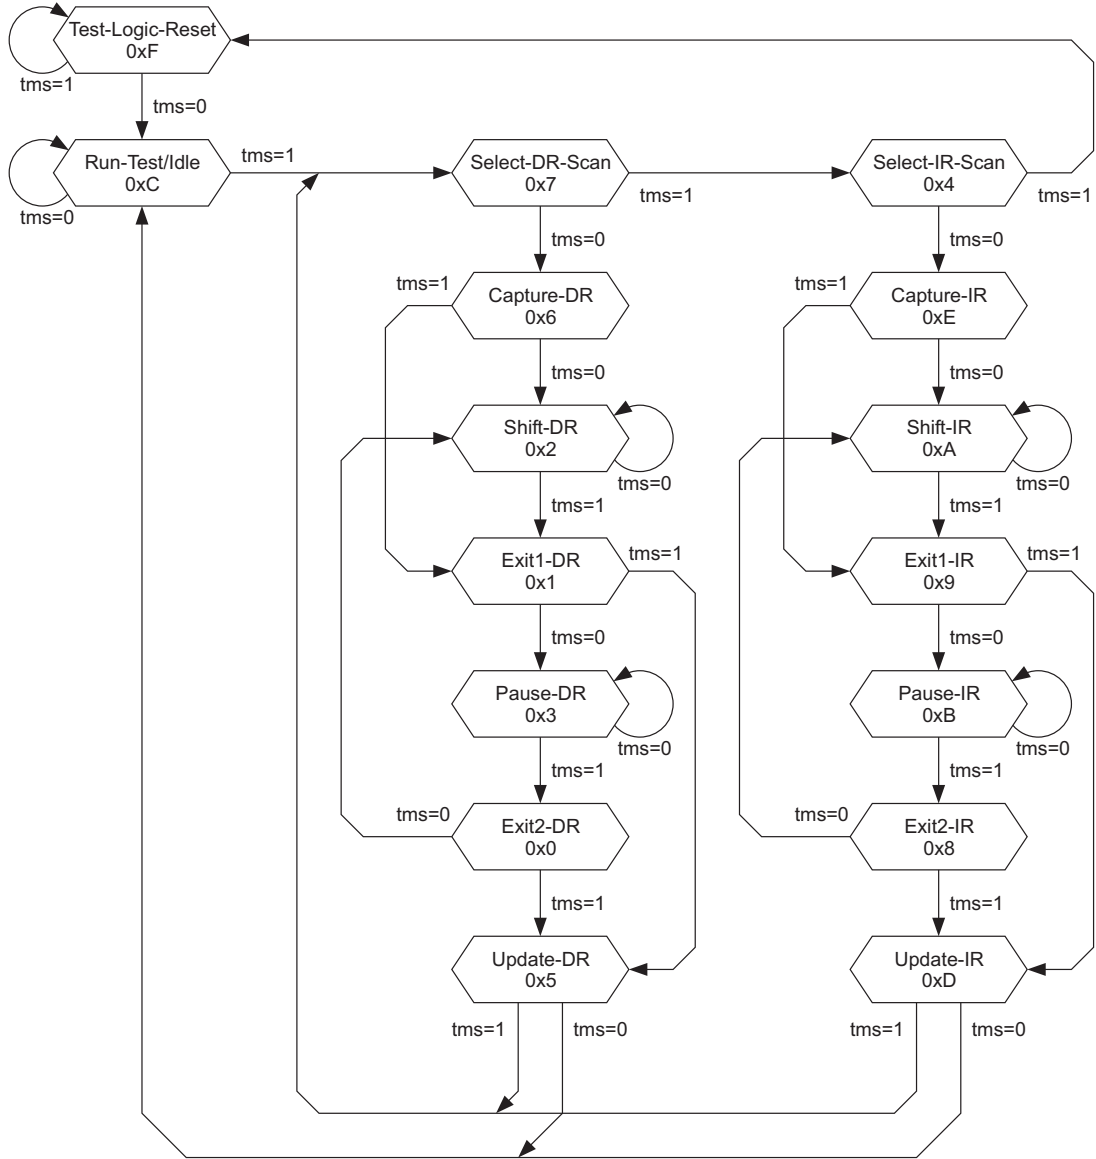 Test-Logic-Reset
0xF
tms=1
tms=0
Run-Test/Idle
0xC
tms=1
tms=0
Select-DR-Scan
0x7
tms=1
Select-IR-Scan
0x4
tms=1
tms=0
tms=0
tms=1
Capture-DR
0x6
tms=1
Capture-IR
0xE
tms=0
tms=0
Shift-DR
0x2
tms=0
Shift-IR
0xA
tms=0
tms=1
tms=1
Exit1-DR
0x1
tms=1
Exit1-IR
0x9
tms=1
tms=0
tms=0
Pause-DR
0x3
tms=0
Pause-IR
0xB
tms=0
tms=1
tms=1
tms=0
Exit2-DR
0x0
tms=0
Exit2-IR
0x8
tms=1
tms=1
Update-DR
0x5
Update-IR
0xD
tms=1
tms=0
tms=1
tms=0